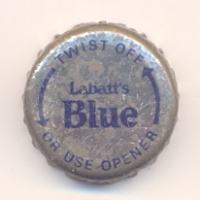 TWIST OFF
Labatt's
Blue
OR USE OPENER